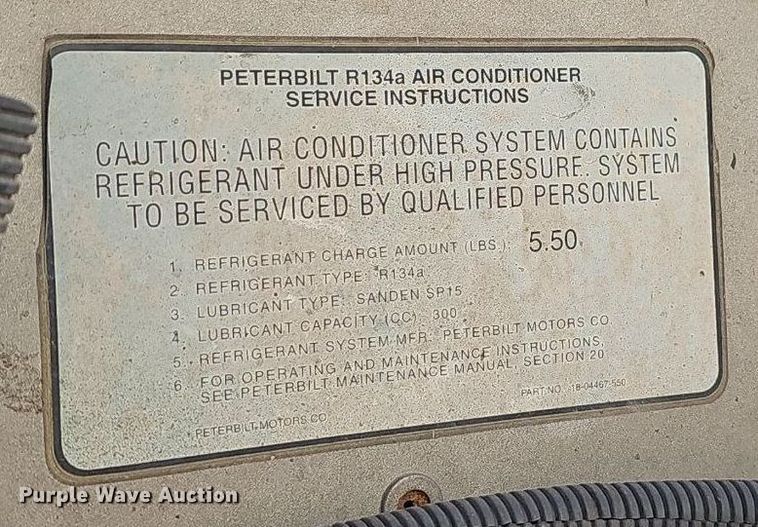 PETERBILT R134a AIR CONDITIONER
SERVICE INSTRUCTIONS
CAUTION: AIR CONDITIONER SYSTEM CONTAINS
REFRIGERANT UNDER HIGH PRESSURE. SYSTEM
TO BE SERVICED BY QUALIFIED PERSONNEL
1. REFRIGERANT CHARGE AMOUNT (LBS.): 5.50
2. REFRIGERANT TYPE: R134a
3. LUBRICANT TYPE: SANDEN SP15
4. LUBRICANT CAPACITY (CC): 300
5. REFRIGERANT SYSTEM MFR: PETERBILT MOTORS CO.
6. FOR OPERATING AND MAINTENANCE INSTRUCTIONS,
SEE PETERBILT MAINTENANCE MANUAL, SECTION 20
PART NO. 18-04467-550
PETERBILT MOTORS CO.
Purple Wave Auction